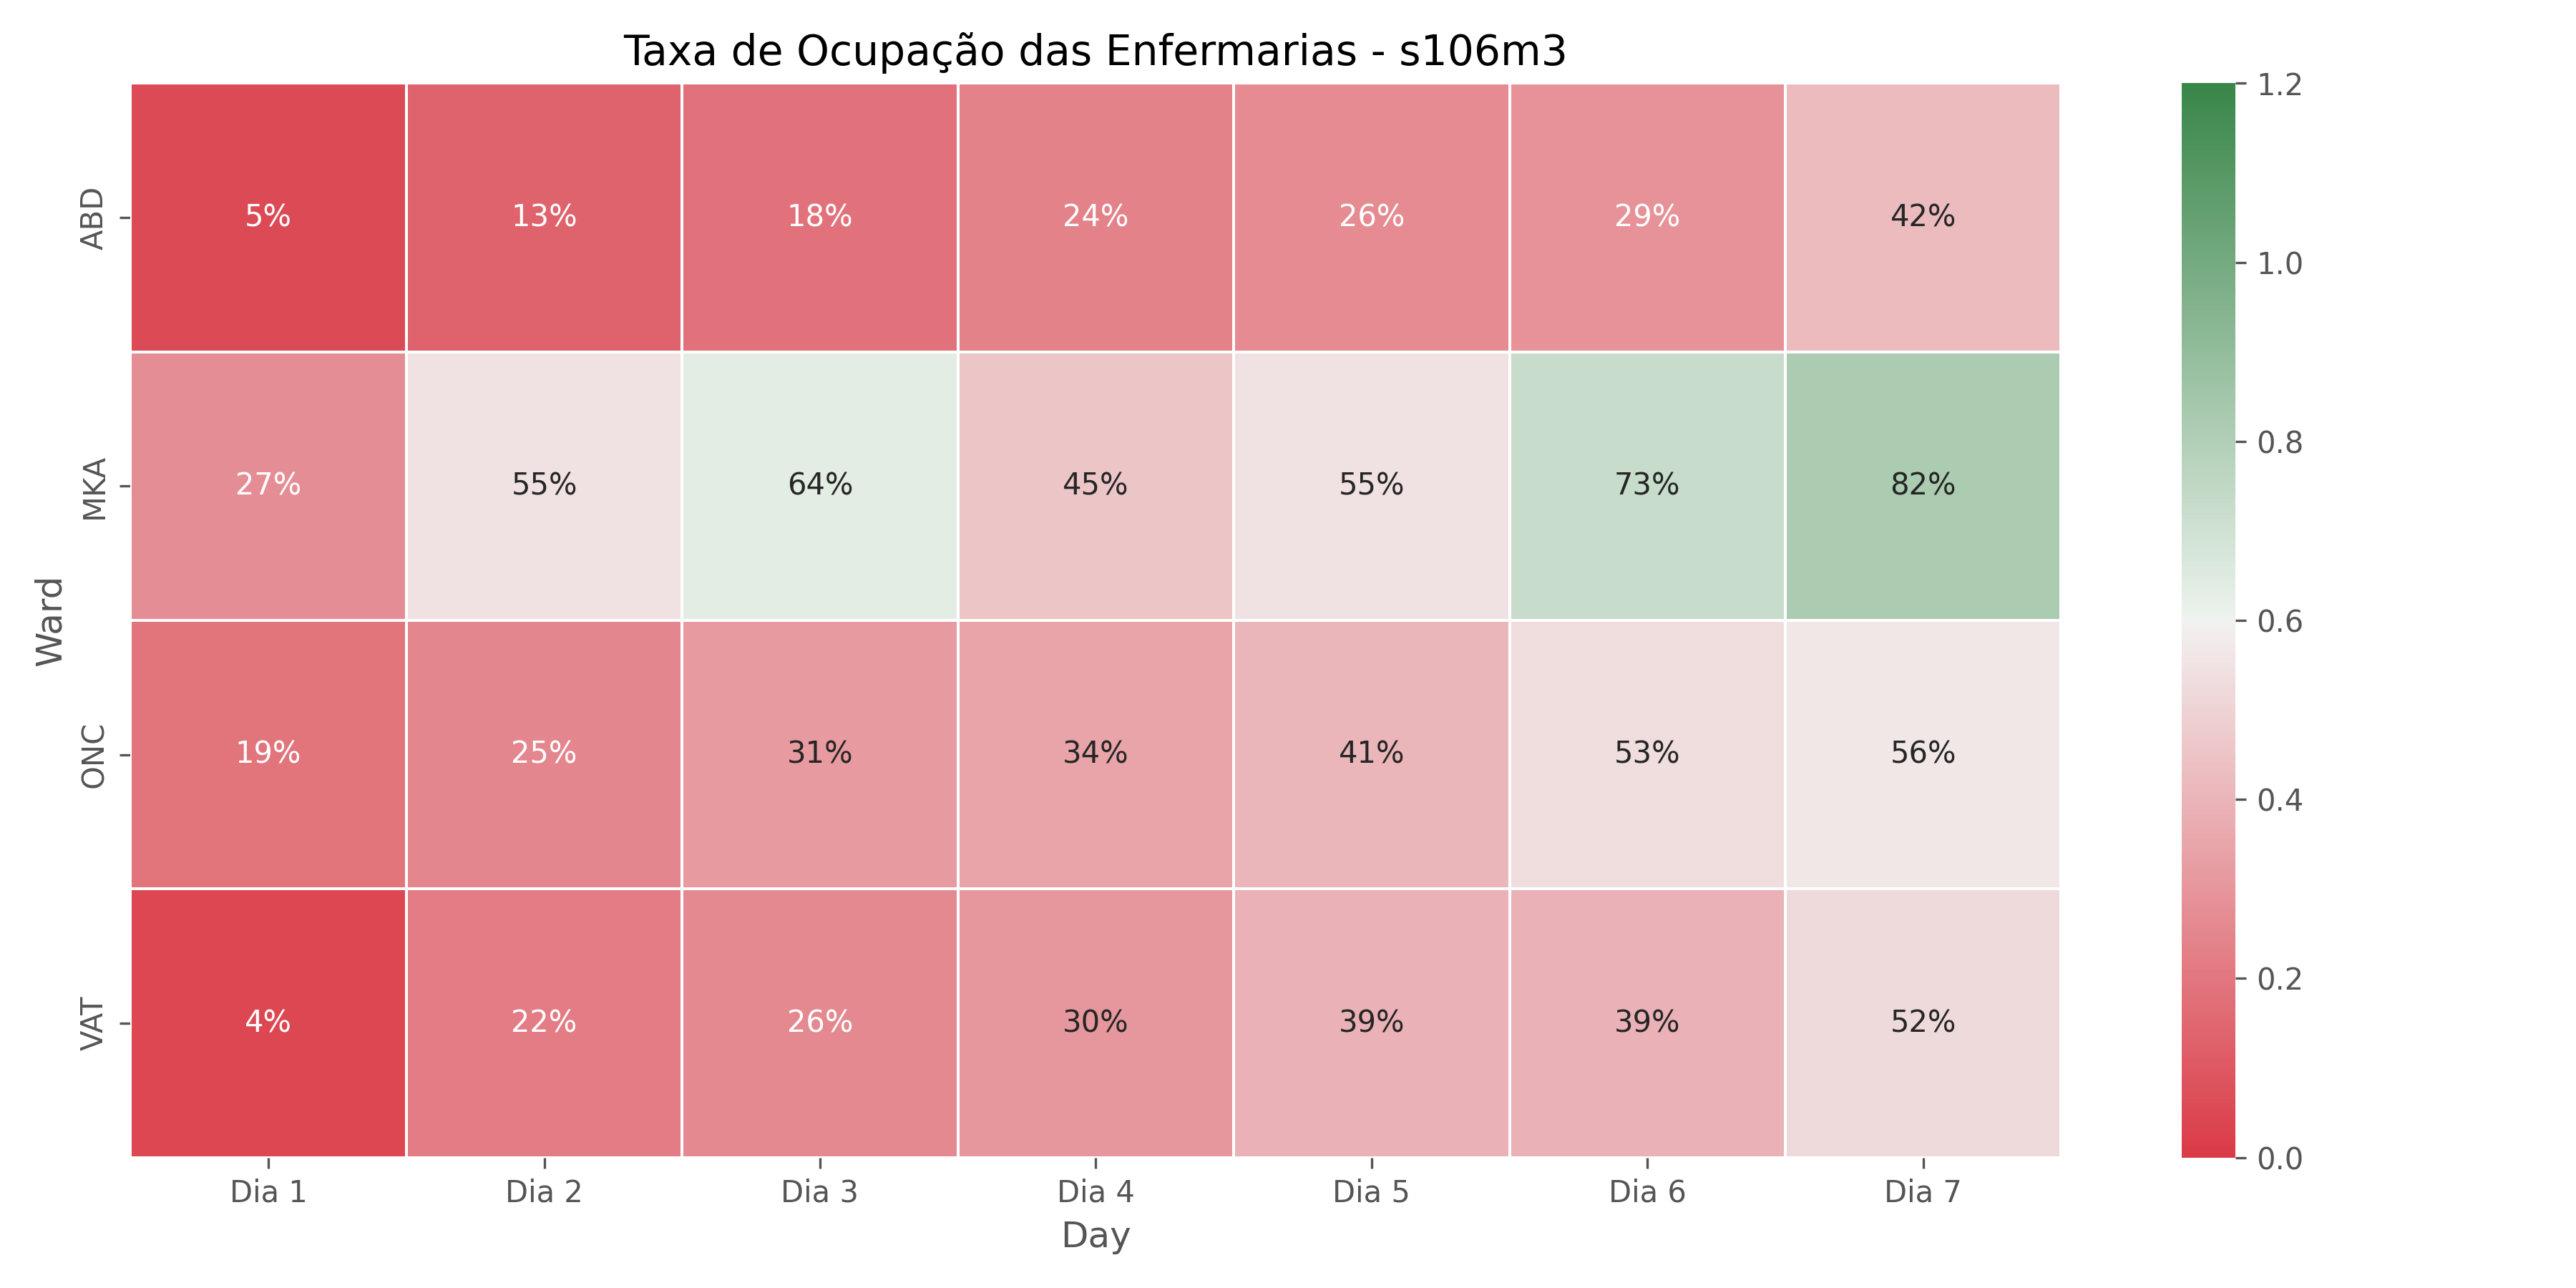 Taxa de Ocupação das Enfermarias - s106m3
Ward
ABD 5% 13% 18% 24% 26% 29% 42%
MKA 27% 55% 64% 45% 55% 73% 82%
ONC 19% 25% 31% 34% 41% 53% 56%
VAT 4% 22% 26% 30% 39% 39% 52%
Dia 1 Dia 2 Dia 3 Dia 4 Dia 5 Dia 6 Dia 7
Day
1.2
1.0
0.8
0.6
0.4
0.2
0.0